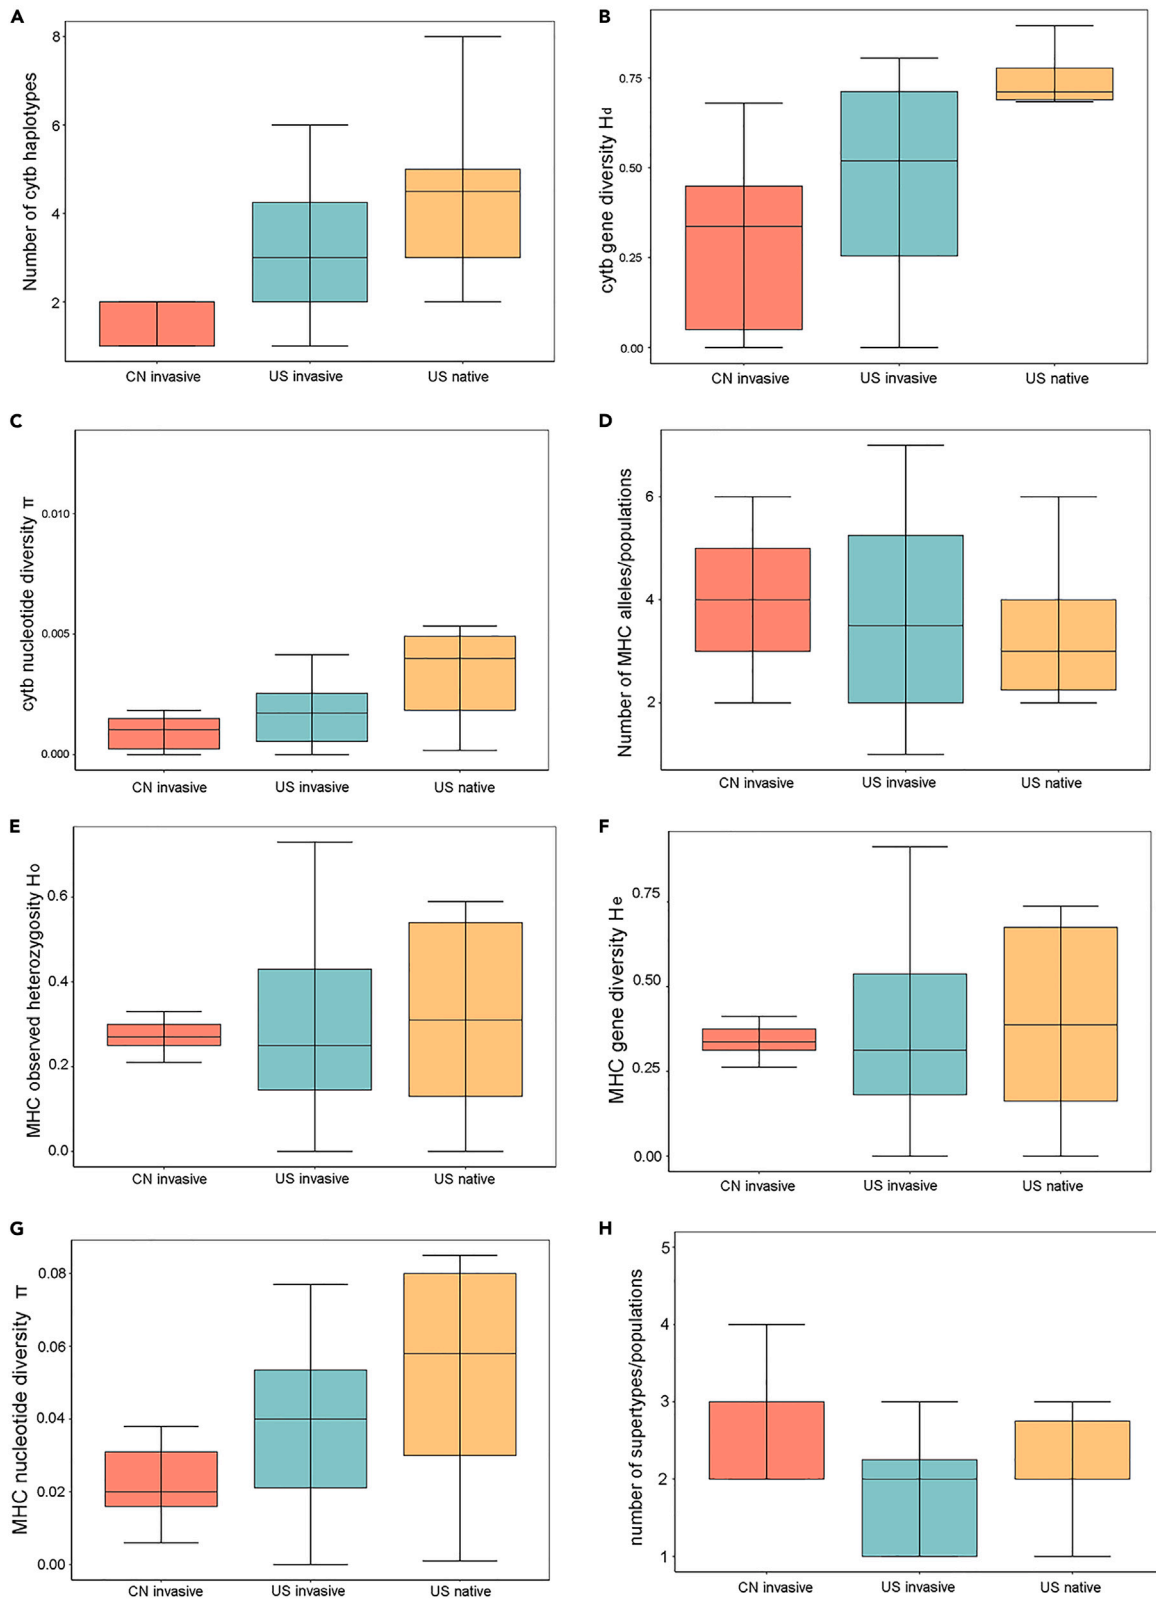 A
Number of cytb haplotypes
8
6
4
2
CN invasive US invasive US native
B
cytb gene diversity Hd
0.75
0.50
0.25
0.00
CN invasive US invasive US native
C
cytb nucleotide diversity π
0.010
0.005
0.000
CN invasive US invasive US native
D
Number of MHC alleles/populations
6
4
2
CN invasive US invasive US native
E
MHC observed heterozygosity Ho
0.6
0.4
0.2
0.0
CN invasive US invasive US native
F
MHC gene diversity He
0.75
0.50
0.25
0.00
CN invasive US invasive US native
G
MHC nucleotide diversity π
0.08
0.06
0.04
0.02
0.00
CN invasive US invasive US native
H
number of supertypes/populations
5
4
3
2
1
CN invasive US invasive US native